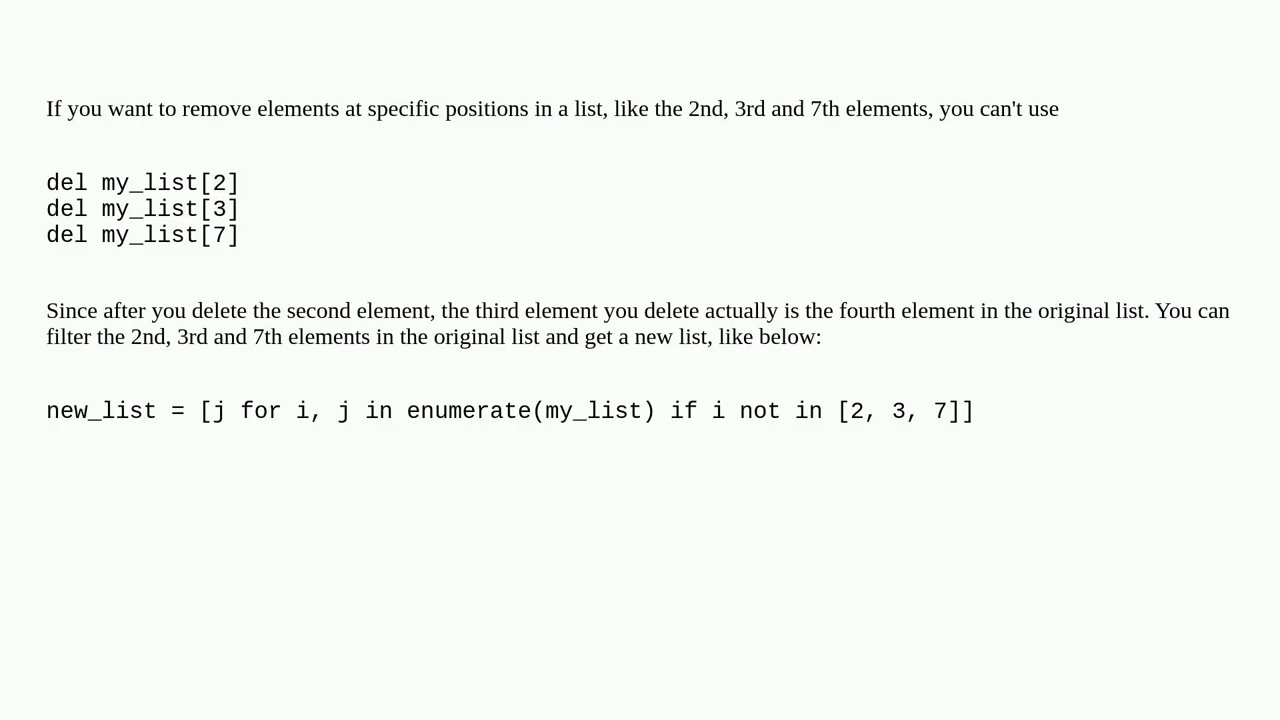 If you want to remove elements at specific positions in a list, like the 2nd, 3rd and 7th elements, you can't use
del my_list[2]
del my_list[3]
del my_list[7]
Since after you delete the second element, the third element you delete actually is the fourth element in the original list. You can
filter the 2nd, 3rd and 7th elements in the original list and get a new list, like below:
new_list = [j for i, j in enumerate(my_list) if i not in [2, 3, 7]]